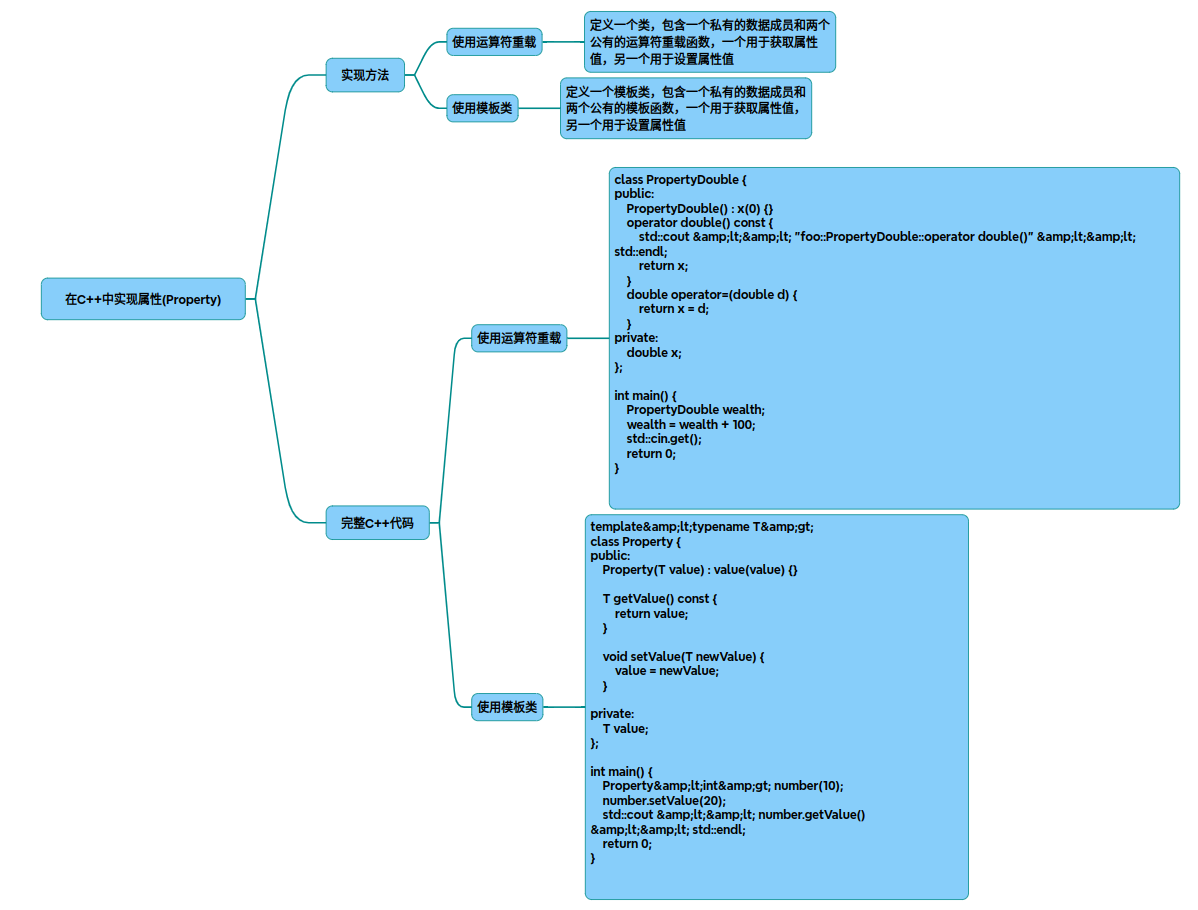 在C++中实现属性(Property)
实现方法
使用运算符重载
定义一个类，包含一个私有的数据成员和两个
公有的运算符重载函数，一个用于获取属性
值，另一个用于设置属性值
使用模板类
定义一个模板类，包含一个私有的数据成员和
两个公有的模板函数，一个用于获取属性值，
另一个用于设置属性值
完整C++代码
使用运算符重载
class PropertyDouble {
public:
    PropertyDouble() : x(0) {}
    operator double() const {
        std::cout &amp;lt;&amp;lt; "foo::PropertyDouble::operator double()" &amp;lt;&amp;lt;
std::endl;
        return x;
    }
    double operator=(double d) {
        return x = d;
    }
private:
    double x;
};
int main() {
    PropertyDouble wealth;
    wealth = wealth + 100;
    std::cin.get();
    return 0;
}
使用模板类
template&amp;lt;typename T&amp;gt;
class Property {
public:
    Property(T value) : value(value) {}
    T getValue() const {
        return value;
    }
    void setValue(T newValue) {
        value = newValue;
    }
private:
    T value;
};
int main() {
    Property&amp;lt;int&amp;gt; number(10);
    number.setValue(20);
    std::cout &amp;lt;&amp;lt; number.getValue()
&amp;lt;&amp;lt; std::endl;
    return 0;
}